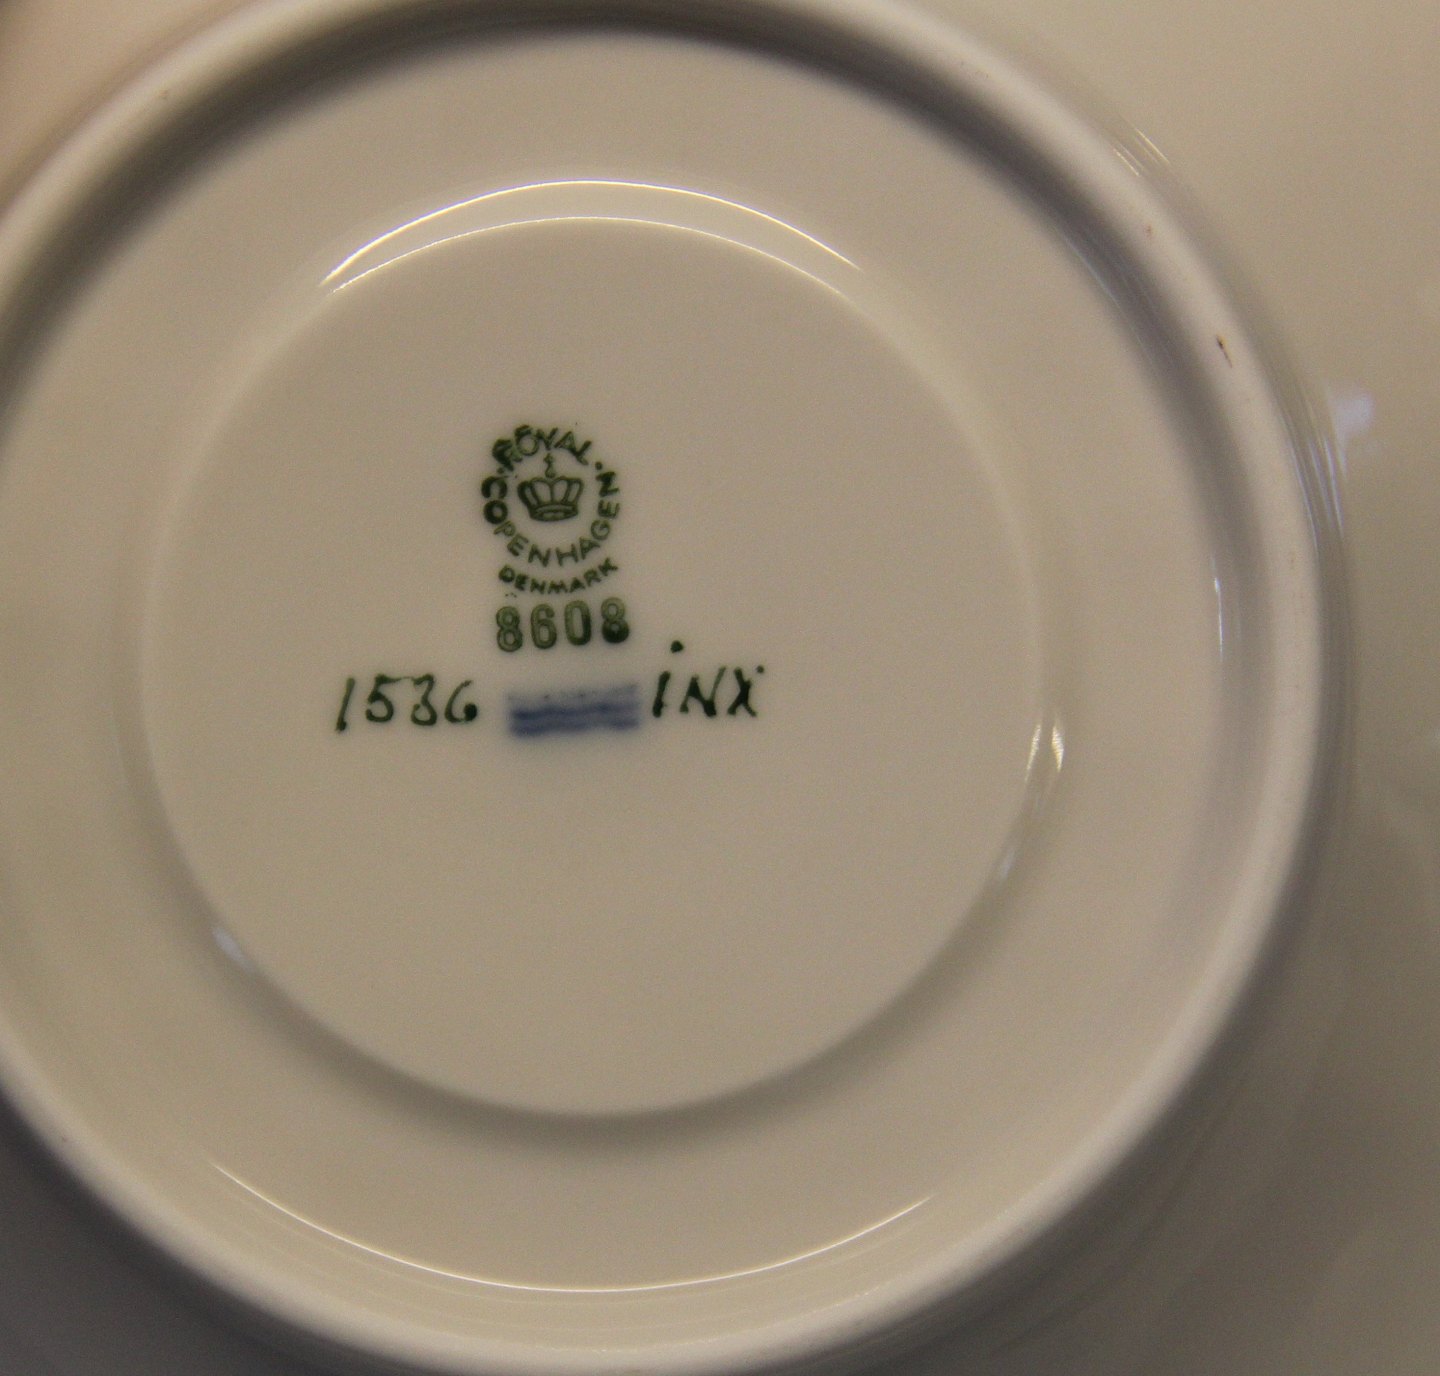 ROYAL
COPENHAGEN
DENMARK
8608
1536 iNX